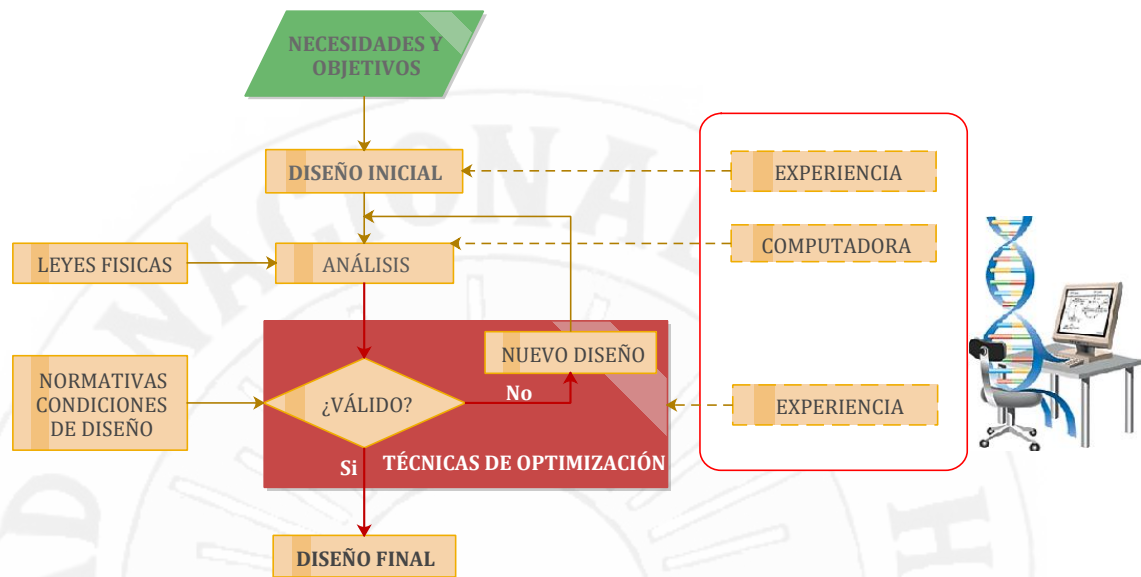 NECESIDADES Y
OBJETIVOS
DISEÑO INICIAL
EXPERIENCIA
COMPUTADORA
LEYES FISICAS
ANÁLISIS
NUEVO DISEÑO
NORMATIVAS
CONDICIONES
DE DISEÑO
¿VÁLIDO?
No
EXPERIENCIA
Si
TÉCNICAS DE OPTIMIZACIÓN
DISEÑO FINAL
NACIONAL